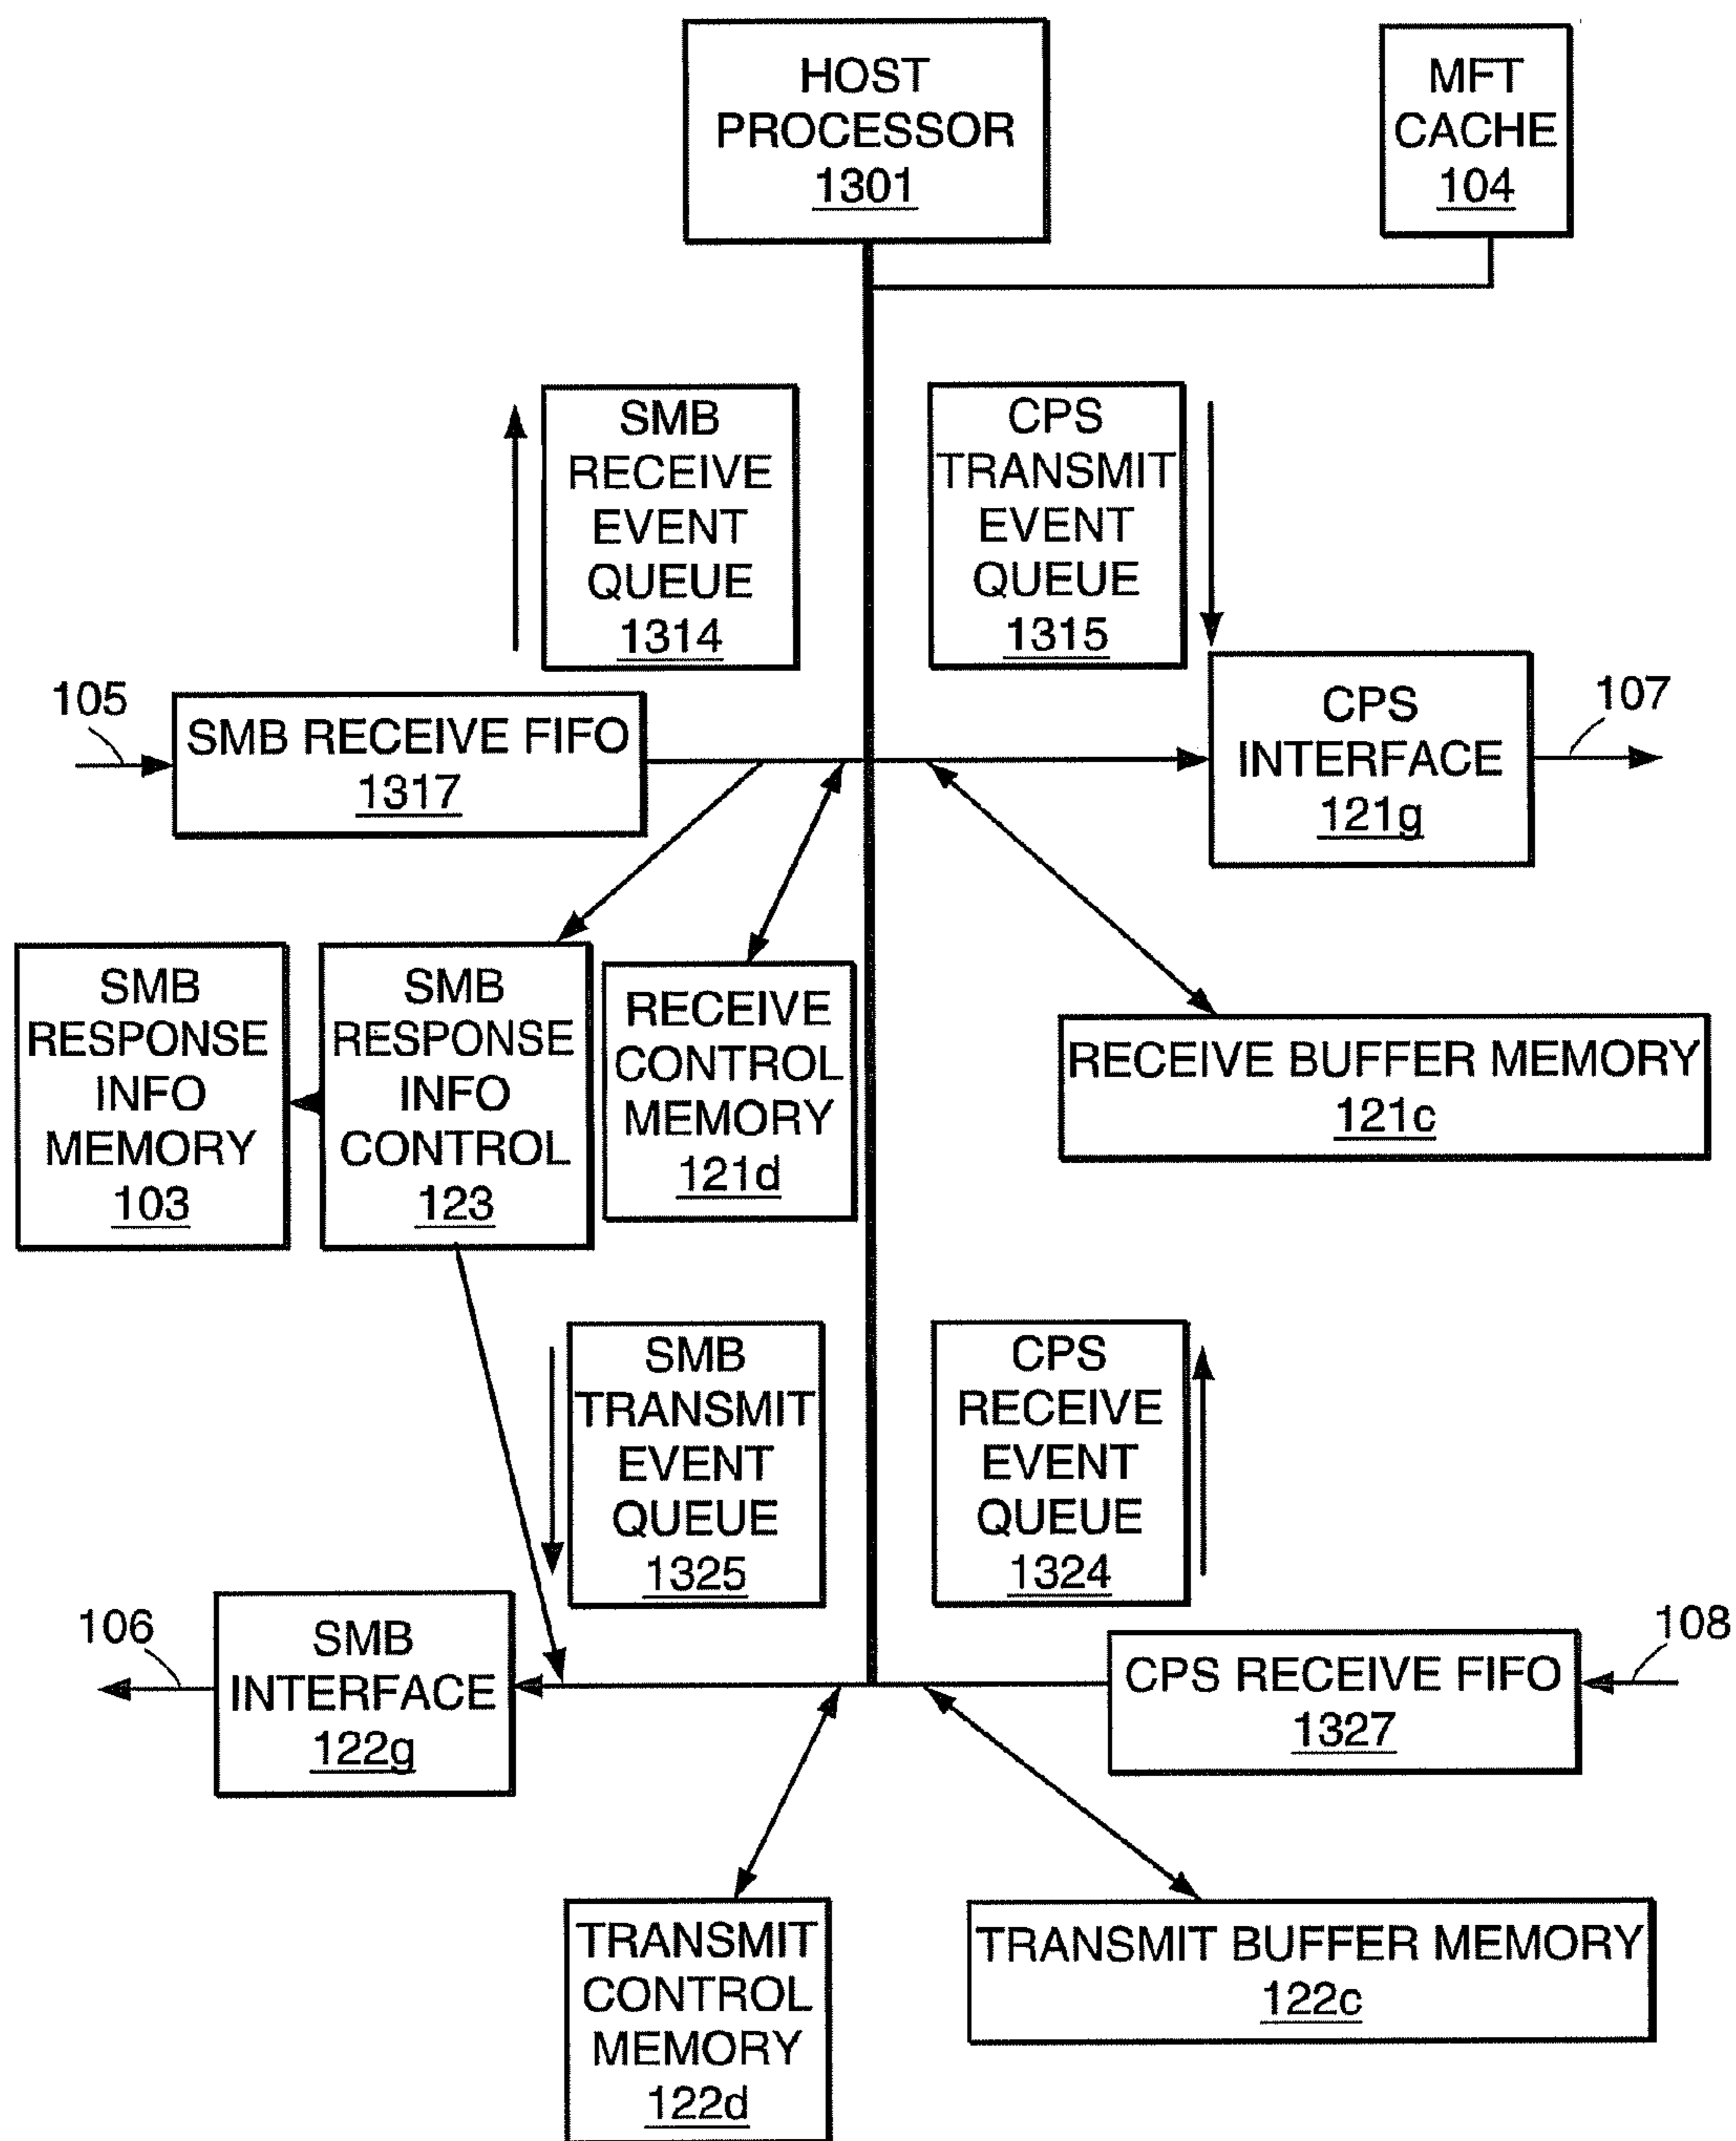 HOST
PROCESSOR
1301
MFT
CACHE
104
SMB
RECEIVE
EVENT
QUEUE
1314
CPS
TRANSMIT
EVENT
QUEUE
1315
105
SMB RECEIVE FIFO
1317
CPS
INTERFACE
121g
107
SMB
RESPONSE
INFO
MEMORY
103
SMB
RESPONSE
INFO
CONTROL
123
RECEIVE
CONTROL
MEMORY
121d
RECEIVE BUFFER MEMORY
121c
SMB
TRANSMIT
EVENT
QUEUE
1325
CPS
RECEIVE
EVENT
QUEUE
1324
106
SMB
INTERFACE
122g
CPS RECEIVE FIFO
1327
108
TRANSMIT
CONTROL
MEMORY
122d
TRANSMIT BUFFER MEMORY
122c